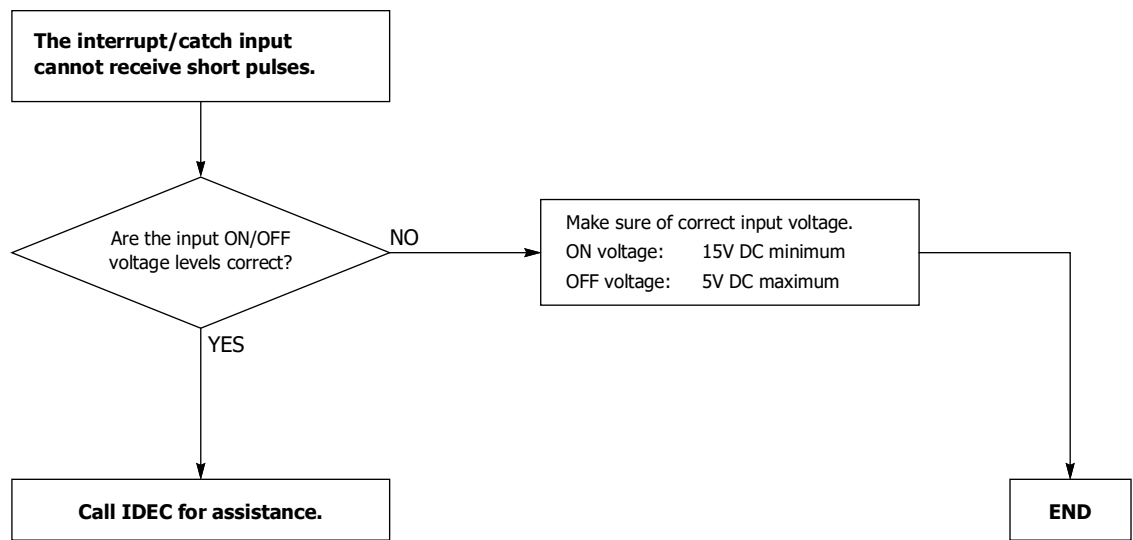 The interrupt/catch input
cannot receive short pulses.
Are the input ON/OFF
voltage levels correct?
NO
Make sure of correct input voltage.
ON voltage: 15V DC minimum
OFF voltage: 5V DC maximum
YES
Call IDEC for assistance.
END